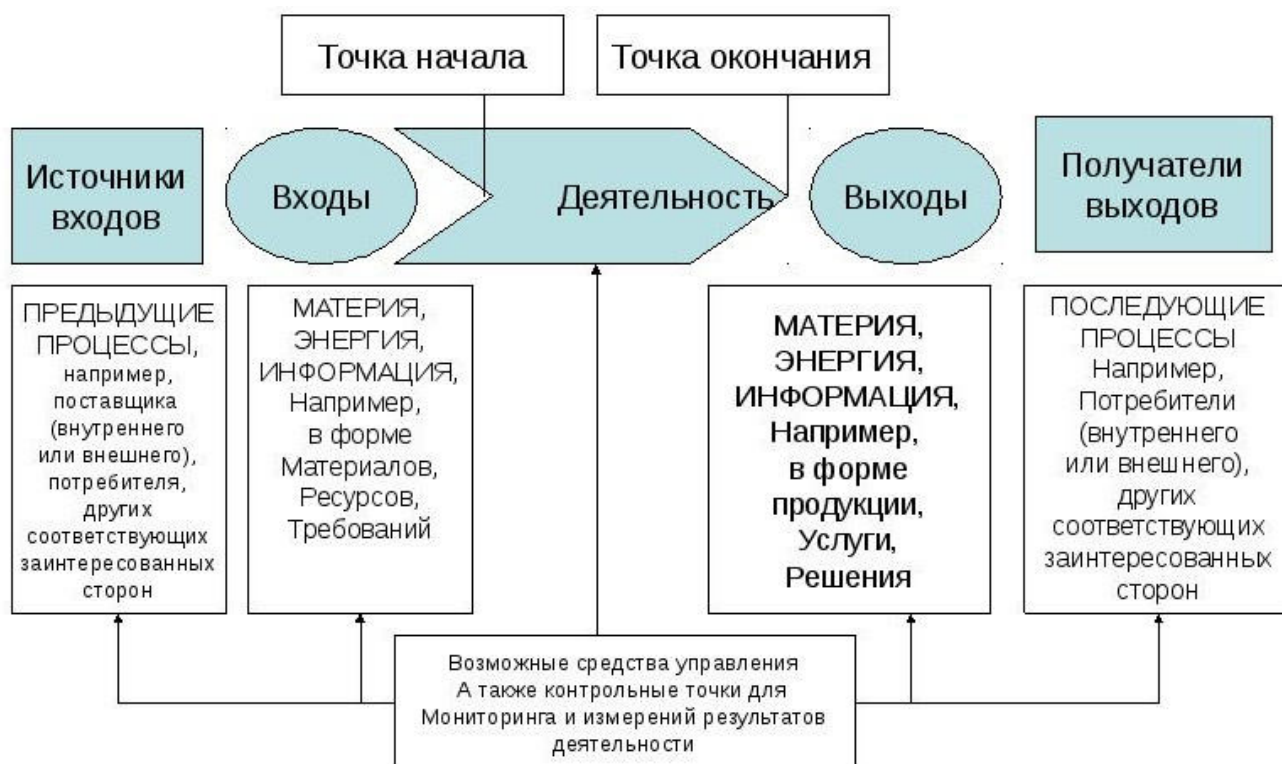 Точка начала
Точка окончания
Источники
входов
Входы
Деятельность
Выходы
Получатели
выходов
ПРЕДЫДУЩИЕ
ПРОЦЕССЫ,
например,
поставщика
(внутреннего
или внешнего),
потребителя,
других
соответствующих
заинтересованных
сторон
МАТЕРИЯ,
ЭНЕРГИЯ,
ИНФОРМАЦИЯ,
Например,
в форме
Материалов,
Ресурсов,
Требований
МАТЕРИЯ,
ЭНЕРГИЯ,
ИНФОРМАЦИЯ,
Например,
в форме
продукции,
Услуги,
Решения
ПОСЛЕДУЮЩИЕ
ПРОЦЕССЫ
Например,
Потребители
(внутреннего
или внешнего),
других
соответствующих
заинтересованных
сторон
Возможные средства управления
А также контрольные точки для
Мониторинга и измерений результатов
деятельности